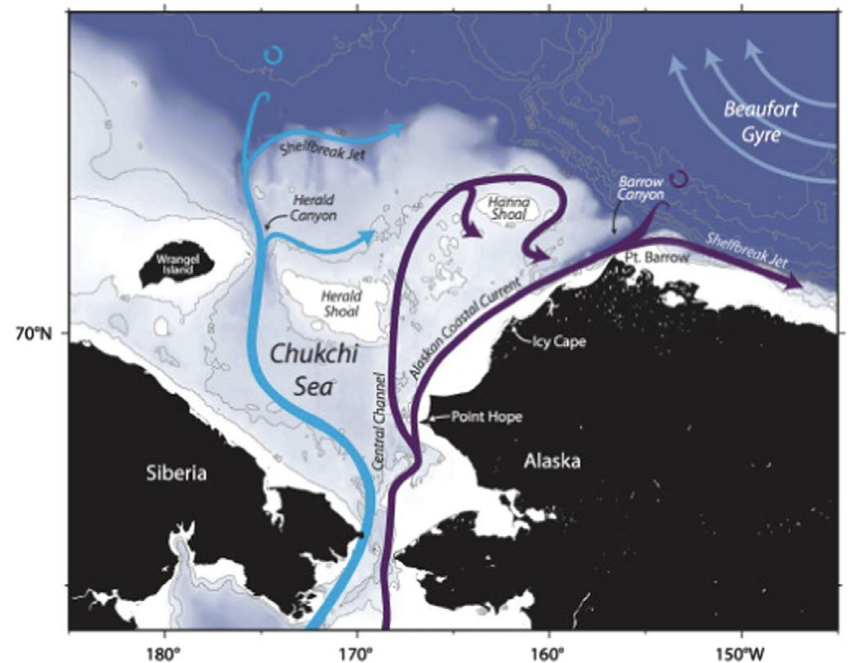 Beaufort
Gyre
Shelfbreak Jet
Herald
Canyon
Hanna
Shoal
Barrow
Canyon
Wrangel
Island
Pt. Barrow
Shelfbreak Jet
Herald
Shoal
70°N
Chukchi
Sea
Alaskan Coastal Current
Icy Cape
Central Channel
Point Hope
Siberia
Alaska
180°
170°
160°
150°W